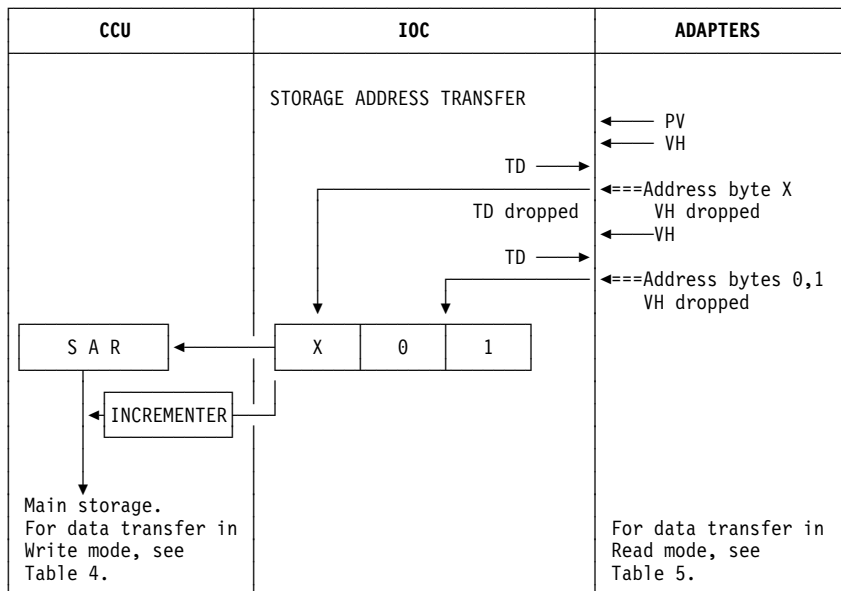 CCU IOC ADAPTERS
STORAGE ADDRESS TRANSFER
PV
VH
TD
===Address byte X
TD dropped VH dropped
VH
TD
===Address bytes 0,1
VH dropped
S A R X 0 1
INCREMENTER
Main storage.
For data transfer in
Write mode, see
Table 4.
For data transfer in
Read mode, see
Table 5.